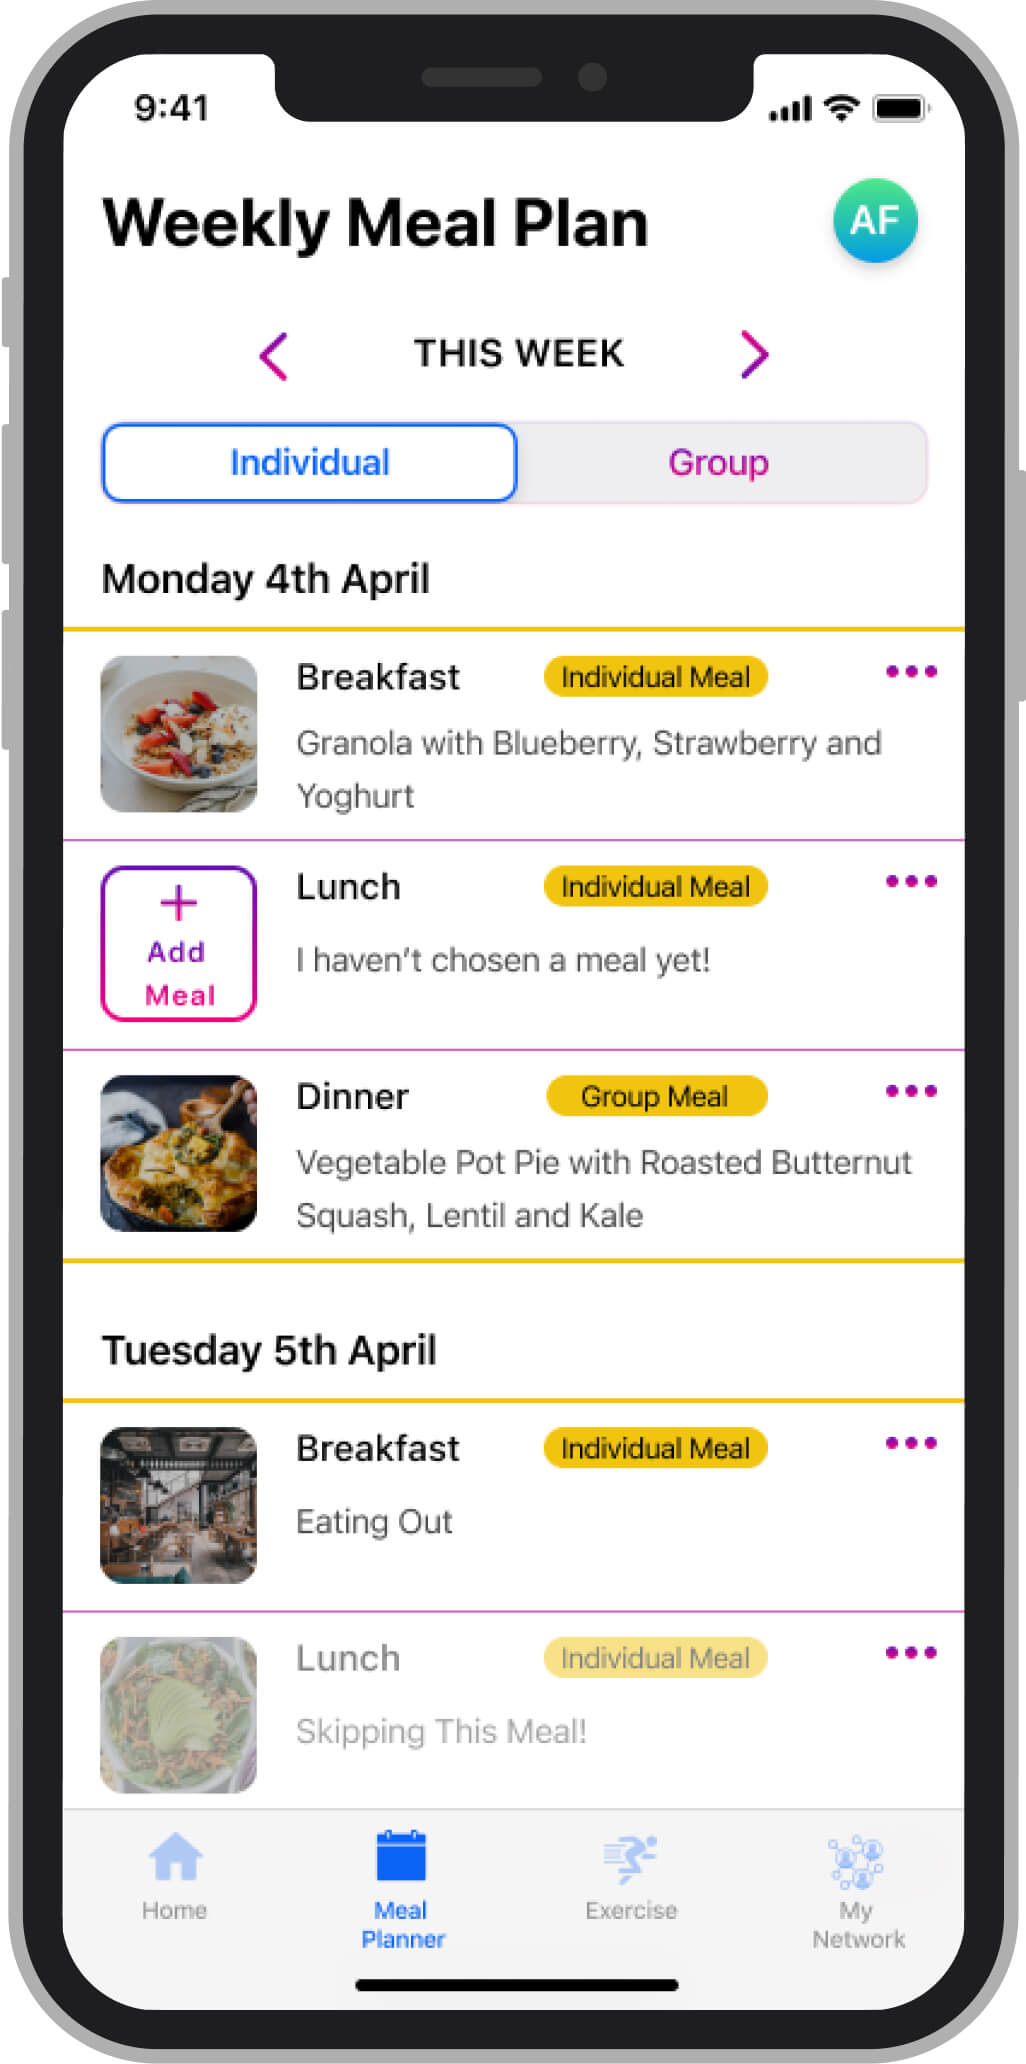 9:41
Weekly Meal Plan
AF
THIS WEEK
Individual
Group
Monday 4th April
Breakfast
Individual Meal
Granola with Blueberry, Strawberry and
Yoghurt
+
Add
Meal
Lunch
Individual Meal
I haven’t chosen a meal yet!
Dinner
Group Meal
Vegetable Pot Pie with Roasted Butternut
Squash, Lentil and Kale
Tuesday 5th April
Breakfast
Individual Meal
Eating Out
Lunch
Individual Meal
Skipping This Meal!
Home
Meal
Planner
Exercise
My
Network